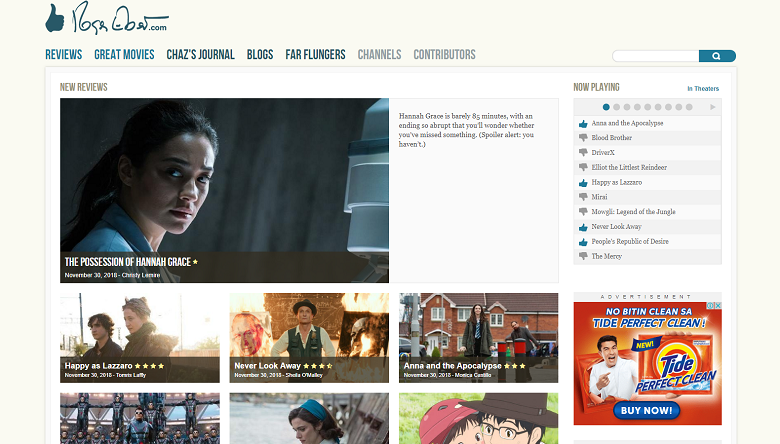 Roger Ebert.com
REVIEWS GREAT MOVIES CHAZ'S JOURNAL BLOGS FAR FLUNGERS CHANNELS CONTRIBUTORS
NEW REVIEWS
Hannah Grace is barely 85 minutes, with an
ending so abrupt that you'll wonder whether
you've missed something. (Spoiler alert: you
haven't.)
THE POSSESSION OF HANNAH GRACE ★
November 30, 2018 - Christy Lemire
Happy as Lazzaro ★★★★
November 30, 2018 - Tomris Laffly
Never Look Away ★★★½
November 30, 2018 - Sheila O'Malley
Anna and the Apocalypse ★★★
November 30, 2018 - Monica Castillo
NOW PLAYING
In Theaters
Anna and the Apocalypse
Blood Brother
DriverX
Elliot the Littlest Reindeer
Happy as Lazzaro
Mirai
Mowgli: Legend of the Jungle
Never Look Away
People's Republic of Desire
The Mercy
ADVERTISEMENT
NO BITIN CLEAN SA
TIDE PERFECT CLEAN!
NEW!
Tide
PERFECT CLEAN
BUY NOW!